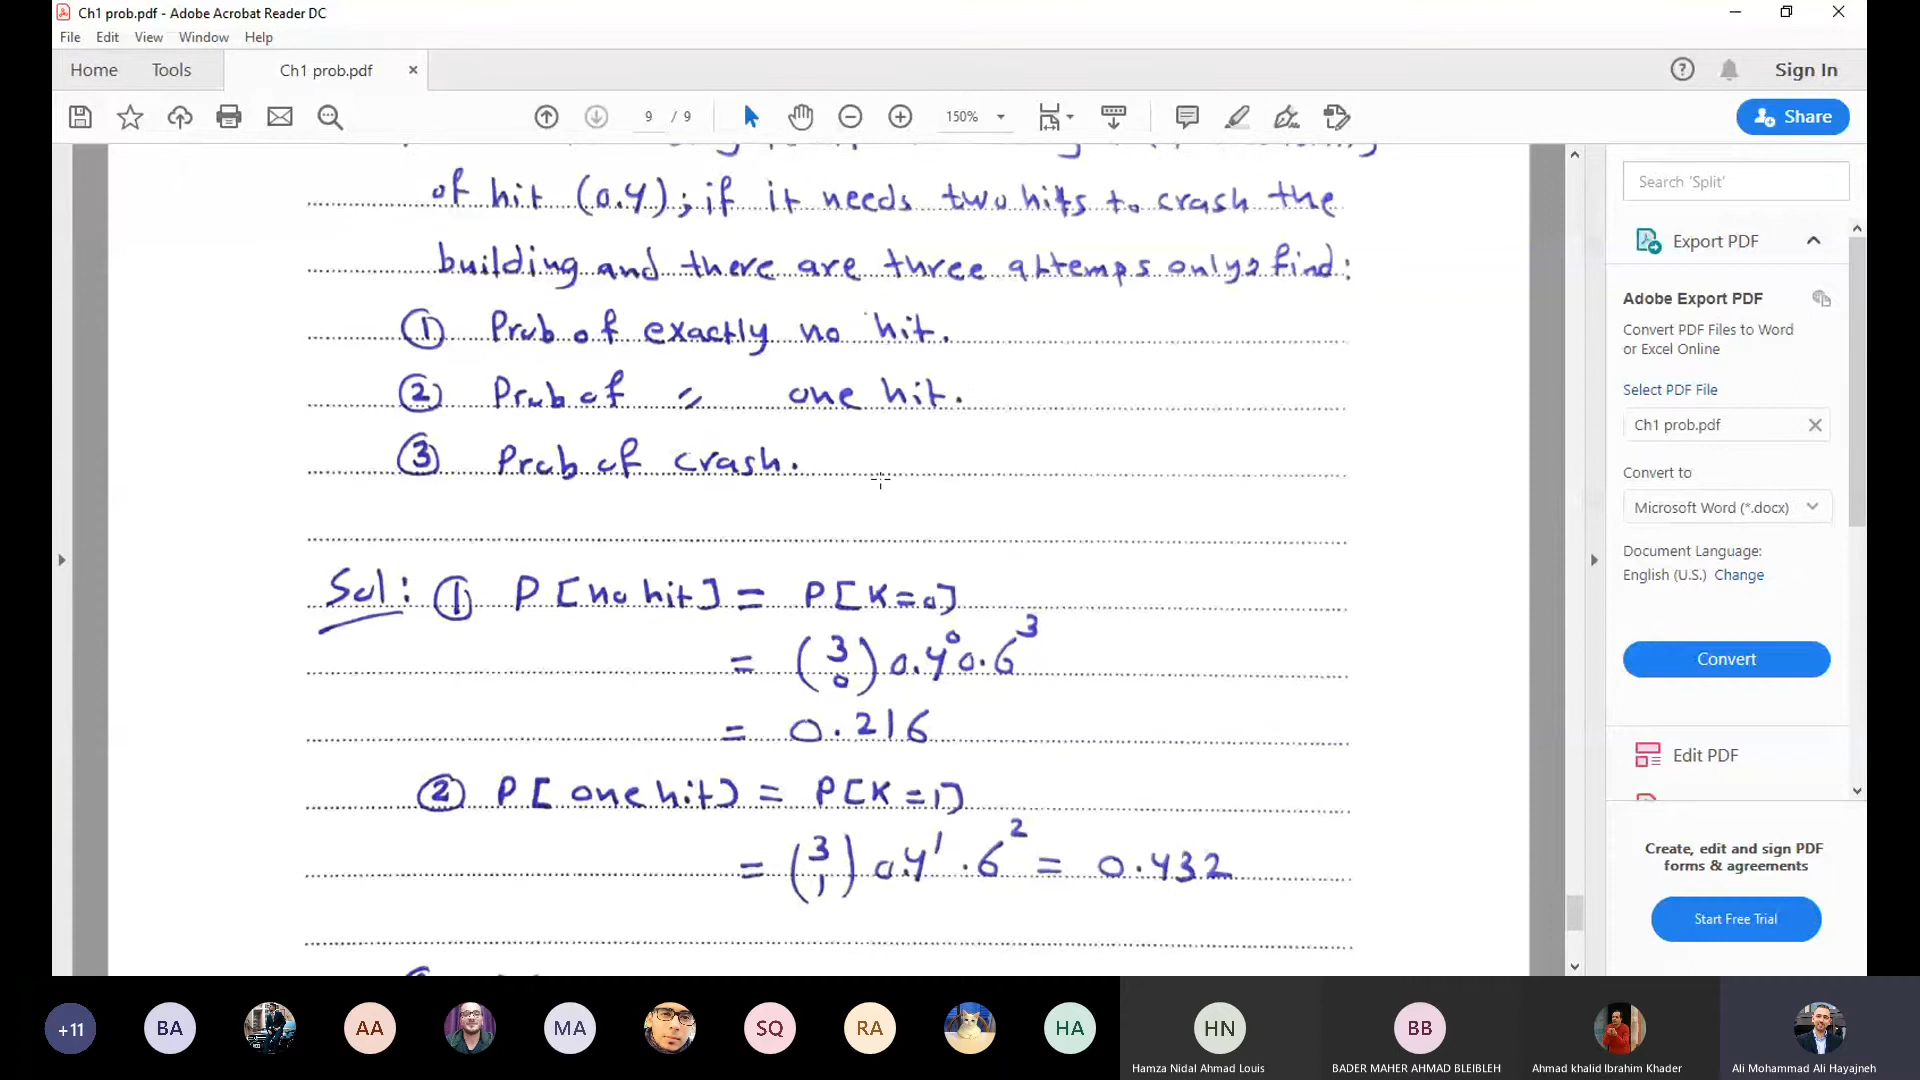 Ch1 prob.pdf - Adobe Acrobat Reader DC
File Edit View Window Help
Home Tools Ch1 prob.pdf Sign In
9 / 9 150% Share
of hit (0.4); if it needs two hits to crash the
building and there are three attemps only, find:
① Prob of exactly no hit.
② Prob of 〃 one hit.
③ Prob of crash.
Sol: ① P[no hit] = P[K=0]
= (3 0) 0.4⁰ 0.6³
= 0.216
② P[one hit] = P[K=1]
= (3 1) 0.4¹ .6² = 0.432
Search 'Split'
Export PDF
Adobe Export PDF
Convert PDF Files to Word
or Excel Online
Select PDF File
Ch1 prob.pdf
Convert to
Microsoft Word (*.docx)
Document Language:
English (U.S.) Change
Convert
Edit PDF
Create, edit and sign PDF
forms & agreements
Start Free Trial
+11 BA AA MA SQ RA HA HN BB
Hamza Nidal Ahmad Louis BADER MAHER AHMAD BLEIBLEH Ahmad khalid Ibrahim Khader Ali Mohammad Ali Hayajneh